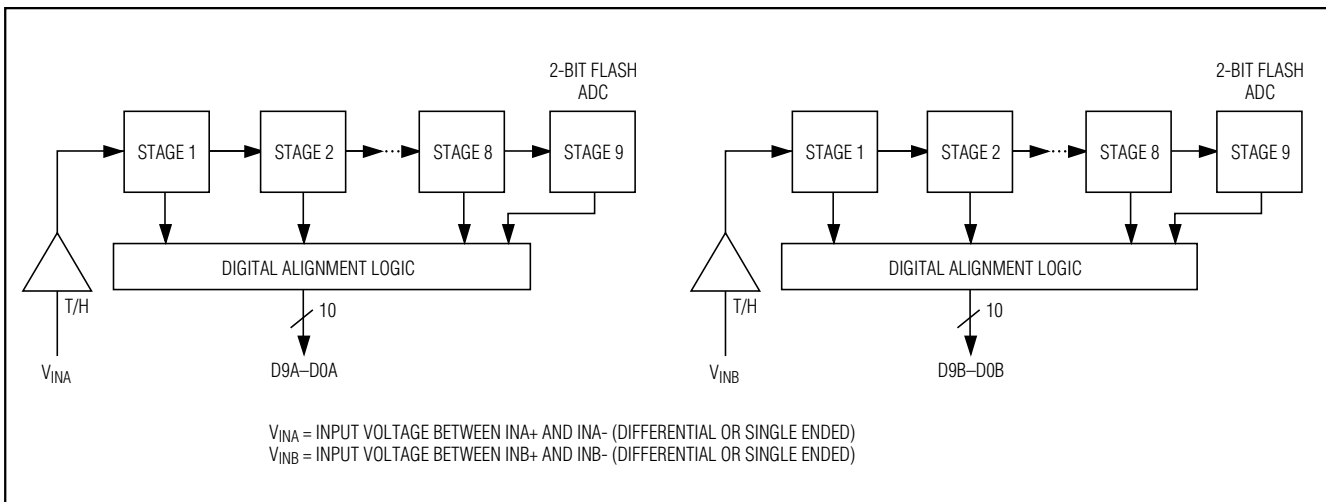 2-BIT FLASH
ADC
STAGE 1
STAGE 2
STAGE 8
STAGE 9
DIGITAL ALIGNMENT LOGIC
T/H
10
VINA
D9A–D0A
2-BIT FLASH
ADC
STAGE 1
STAGE 2
STAGE 8
STAGE 9
DIGITAL ALIGNMENT LOGIC
T/H
10
VINB
D9B–D0B
VINA = INPUT VOLTAGE BETWEEN INA+ AND INA- (DIFFERENTIAL OR SINGLE ENDED)
VINB = INPUT VOLTAGE BETWEEN INB+ AND INB- (DIFFERENTIAL OR SINGLE ENDED)